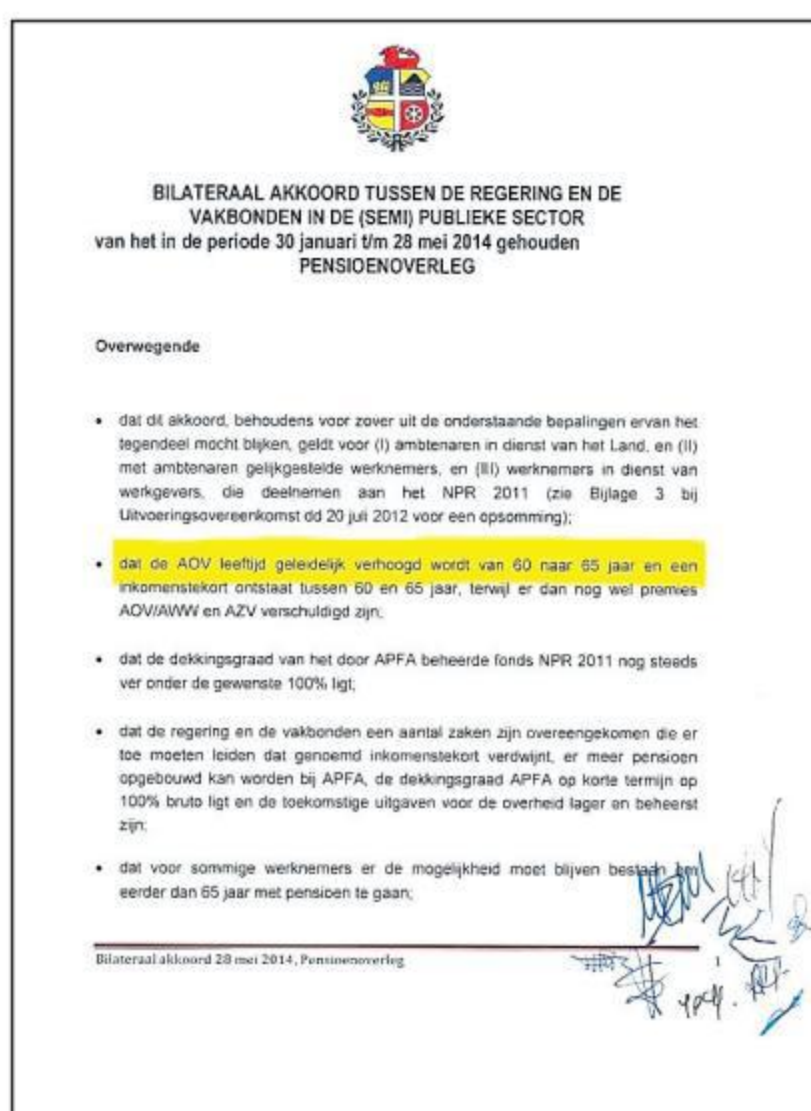 BILATERAAL AKKOORD TUSSEN DE REGERING EN DE
VAKBONDEN IN DE (SEMI) PUBLIEKE SECTOR
van het in de periode 30 januari t/m 28 mei 2014 gehouden
PENSIOENOVERLEG
Overwegende
• dat dit akkoord, behoudens voor zover uit de onderstaande bepalingen ervan het
tegendeel mocht blijken, geldt voor (I) ambtenaren in dienst van het Land, en (II)
met ambtenaren gelijkgestelde werknemers, en (III) werknemers in dienst van
werkgevers, die deelnemen aan het NPR 2011 (zie Bijlage 3 bij
Uitvoeringsovereenkomst dd 20 juli 2012 voor een opsomming);
• dat de AOV leeftijd geleidelijk verhoogd wordt van 60 naar 65 jaar en een
inkomenstekort ontstaat tussen 60 en 65 jaar, terwijl er dan nog wel premies
AOV/AWW en AZV verschuldigd zijn;
• dat de dekkingsgraad van het door APFA beheerde fonds NPR 2011 nog steeds
ver onder de gewenste 100% ligt;
• dat de regering en de vakbonden een aantal zaken zijn overeengekomen die er
toe moeten leiden dat genoemd inkomenstekort verdwijnt, er meer pensioen
opgebouwd kan worden bij APFA, de dekkingsgraad APFA op korte termijn op
100% bruto ligt en de toekomstige uitgaven voor de overheid lager en beheerst
zijn;
• dat voor sommige werknemers er de mogelijkheid moet blijven bestaan om
eerder dan 65 jaar met pensioen te gaan;
Bilateraal akkoord 28 mei 2014, Pensioenoverleg 1